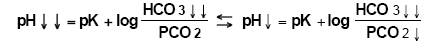 pH↓↓ = pK + log HCO3↓↓ / PCO2 ⇆ pH↓ = pK + log HCO3↓↓ / PCO2↓